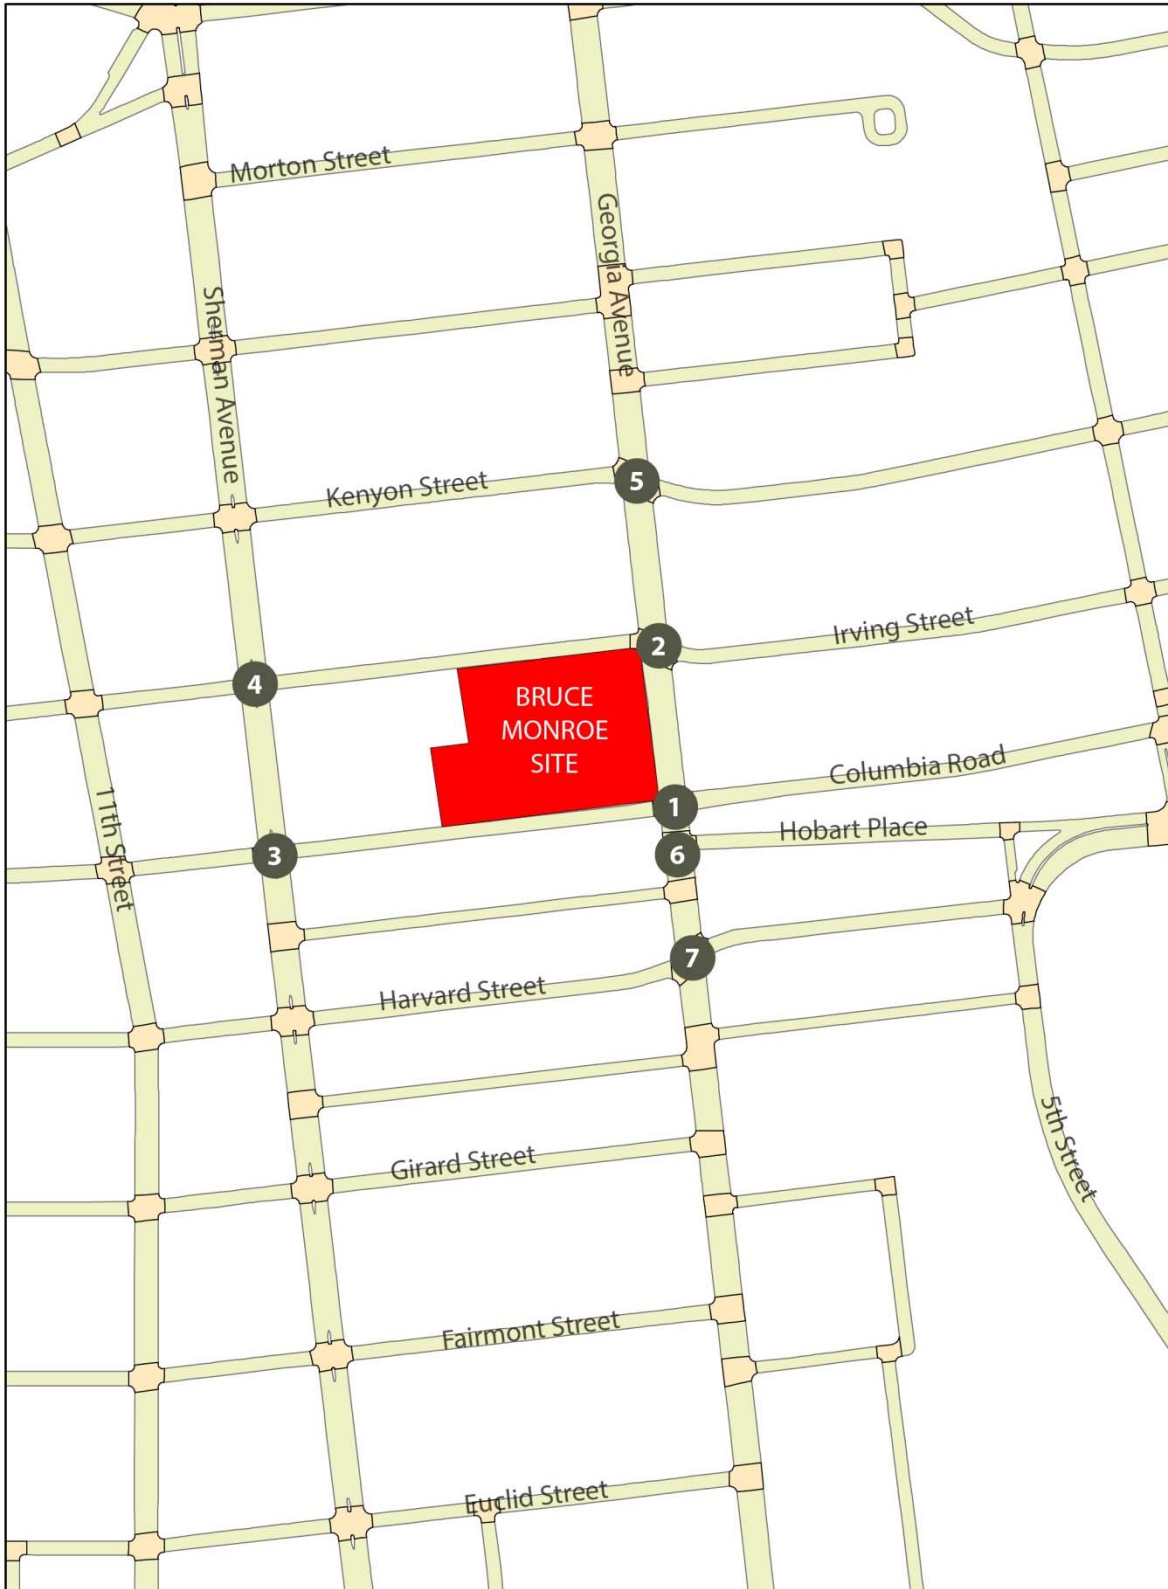 Morton Street
Georgia Avenue
Sherman Avenue
Kenyon Street
5
Irving Street
2
4
BRUCE
MONROE
SITE
Columbia Road
11th Street
1
Hobart Place
3
6
7
Harvard Street
5th Street
Girard Street
Fairmont Street
Euclid Street